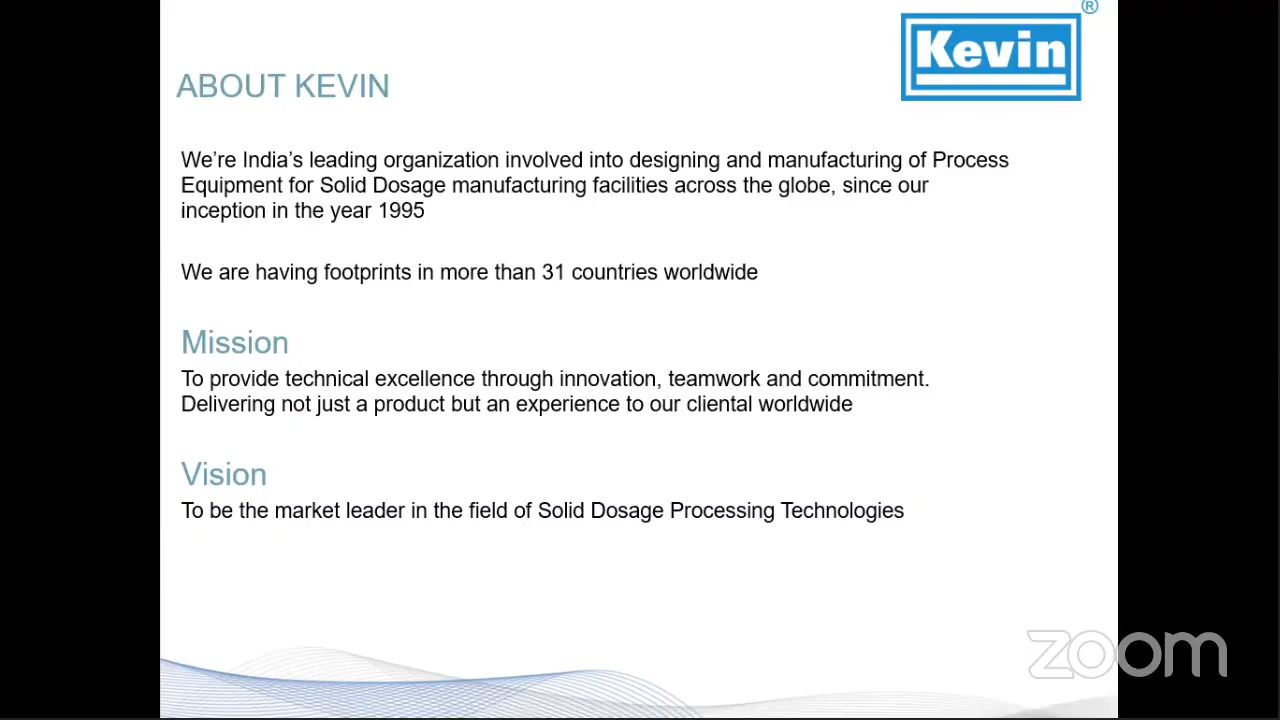 ®
Kevin
ABOUT KEVIN
We’re India’s leading organization involved into designing and manufacturing of Process
Equipment for Solid Dosage manufacturing facilities across the globe, since our
inception in the year 1995
We are having footprints in more than 31 countries worldwide
Mission
To provide technical excellence through innovation, teamwork and commitment.
Delivering not just a product but an experience to our cliental worldwide
Vision
To be the market leader in the field of Solid Dosage Processing Technologies
zoom